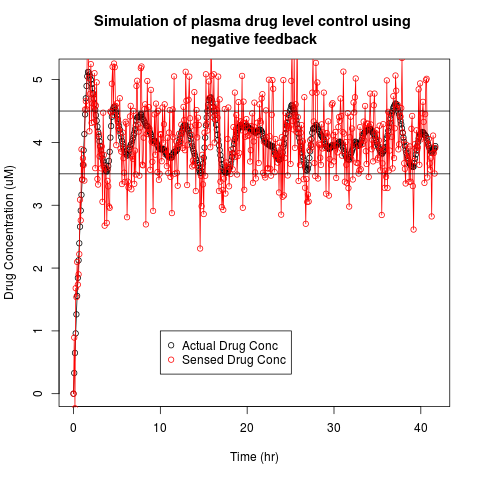 Simulation of plasma drug level control using
negative feedback
Drug Concentration (uM)
5
4
3
2
1
0
Actual Drug Conc
Sensed Drug Conc
0 10 20 30 40
Time (hr)